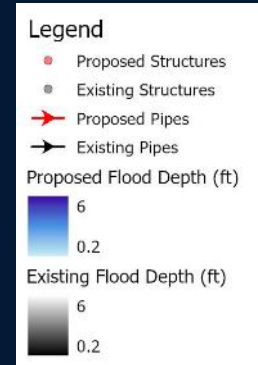 Legend
Proposed Structures
Existing Structures
Proposed Pipes
Existing Pipes
Proposed Flood Depth (ft)
6
0.2
Existing Flood Depth (ft)
6
0.2